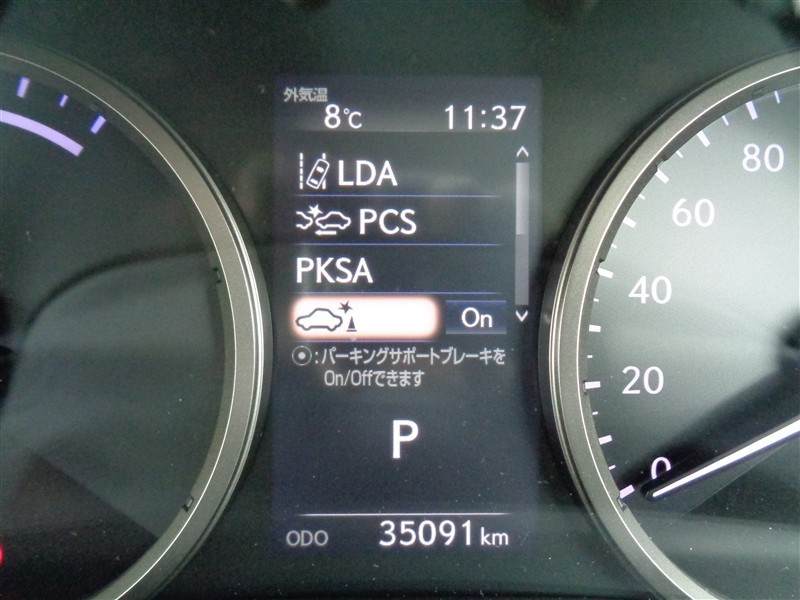 外気温
8℃ 11:37
LDA
PCS
PKSA
On
:パーキングサポートブレーキを
On/Offできます
P
ODO 35091 km
80
60
40
20
0